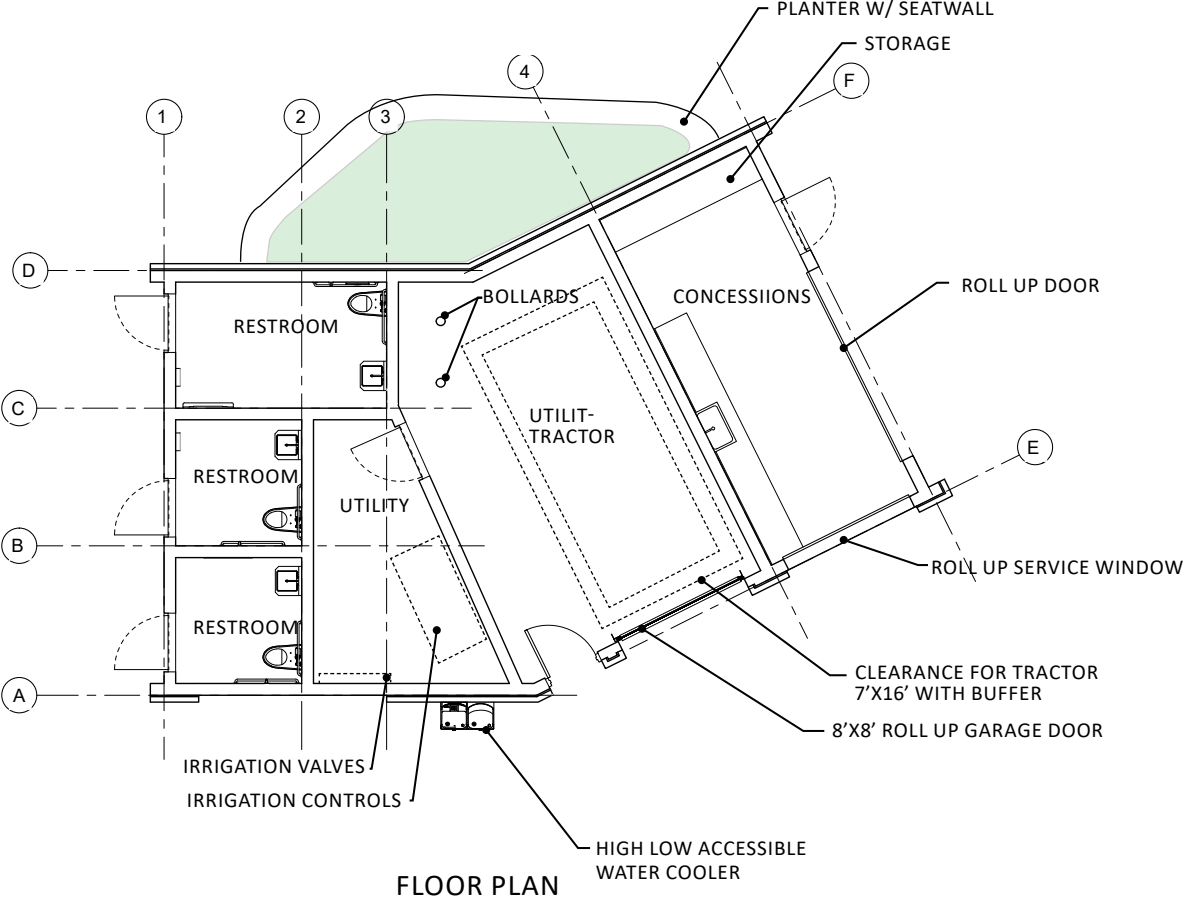 PLANTER W/ SEATWALL
STORAGE
4
F
1
2
3
D
BOLLARDS
CONCESSIIONS
ROLL UP DOOR
RESTROOM
C
UTILIT-
TRACTOR
E
RESTROOM
UTILITY
B
ROLL UP SERVICE WINDOW
RESTROOM
CLEARANCE FOR TRACTOR
7’X16’ WITH BUFFER
A
8’X8’ ROLL UP GARAGE DOOR
IRRIGATION VALVES
IRRIGATION CONTROLS
HIGH LOW ACCESSIBLE
WATER COOLER
FLOOR PLAN